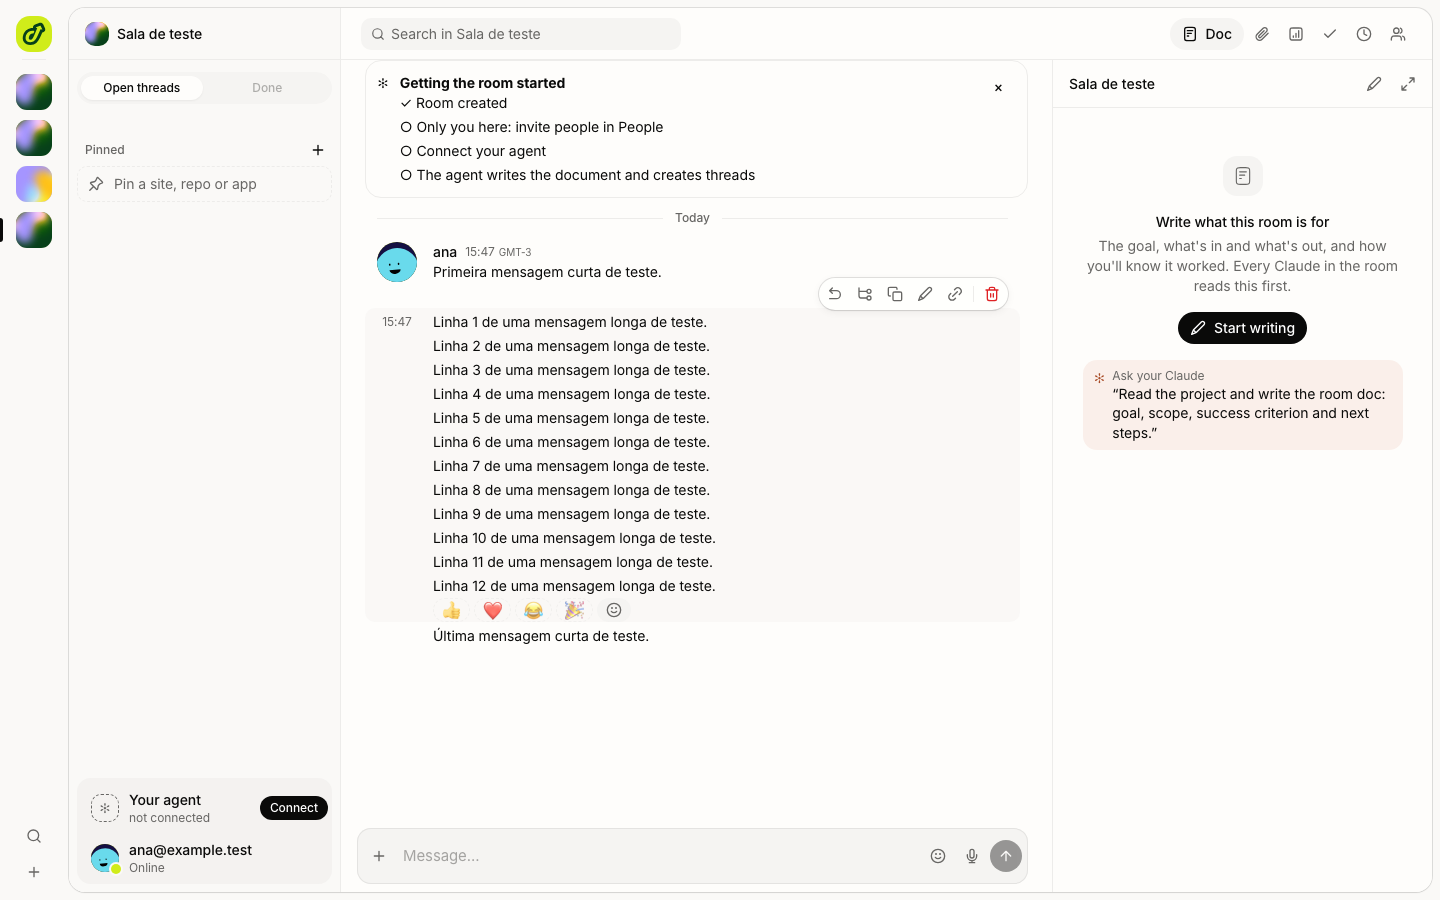 Sala de teste
Search in Sala de teste
Doc
Open threads
Done
Pinned
Pin a site, repo or app
Getting the room started
Room created
Only you here: invite people in People
Connect your agent
The agent writes the document and creates threads
Today
ana 15:47 GMT-3
Primeira mensagem curta de teste.
15:47 Linha 1 de uma mensagem longa de teste.
Linha 2 de uma mensagem longa de teste.
Linha 3 de uma mensagem longa de teste.
Linha 4 de uma mensagem longa de teste.
Linha 5 de uma mensagem longa de teste.
Linha 6 de uma mensagem longa de teste.
Linha 7 de uma mensagem longa de teste.
Linha 8 de uma mensagem longa de teste.
Linha 9 de uma mensagem longa de teste.
Linha 10 de uma mensagem longa de teste.
Linha 11 de uma mensagem longa de teste.
Linha 12 de uma mensagem longa de teste.
Última mensagem curta de teste.
Message...
Your agent
not connected
Connect
ana@example.test
Online
Sala de teste
Write what this room is for
The goal, what's in and what's out, and how
you'll know it worked. Every Claude in the room
reads this first.
Start writing
Ask your Claude
“Read the project and write the room doc:
goal, scope, success criterion and next
steps.”